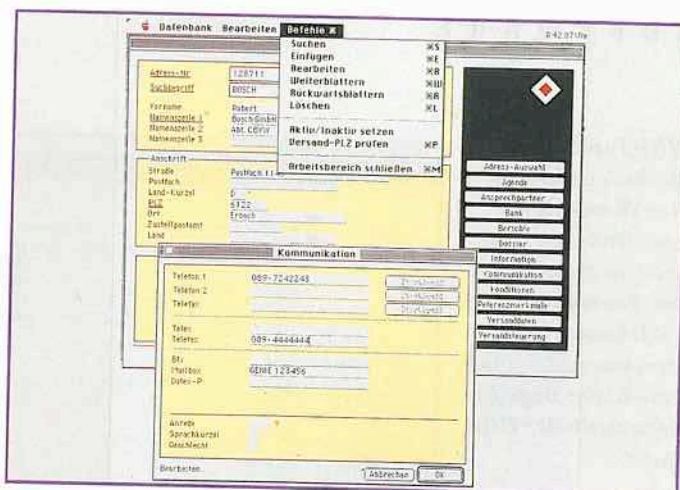 Datenbank Bearbeiten Befehle ⌘
Suchen ⌘S
Einfügen ⌘E
Bearbeiten ⌘B
Weiterblättern ⌘W
Rückwärtsblättern ⌘R
Löschen ⌘L
Aktiv/Inaktiv setzen
Versand-PLZ prüfen ⌘P
Arbeitsbereich schließen ⌘M
Adress-Nr. 128711
Suchbegriff BOSCH
Vorname Robert
Namenszeile 1 Bosch GmbH
Namenszeile 2 Abt.
Namenszeile 3
Anschrift
Straße Postfach
Postfach
Land-Kürzel D
PLZ 6122
Ort Erbach
Zustellpostamt
Land
Adress-Auswahl
Agenda
Ansprechpartner
Bank
Berichte
Dossier
Information
Kommunikation
Konditionen
Referenzmerkmale
Versanddaten
Versandsteuerung
Kommunikation
Telefon 1 089-7242248
Telefon 2
Telefax
Telex
Teletex 089-4444444
Btx
Mailbox GENIE 123456
Datex-P
Anrede
Sprachkürzel
Geschlecht
Bearbeiten
Abbrechen OK